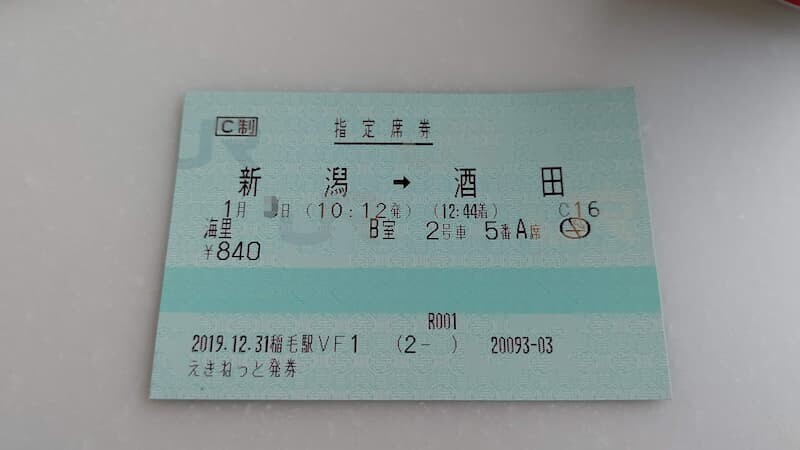 C制 指定席券
新潟 → 酒田
1月 日 (10:12発) (12:44着) C16
海里 B室 2号車 5番A席
¥840
R001
2019.12.31稲毛駅VF1 (2- ) 20093-03
えきねっと発券